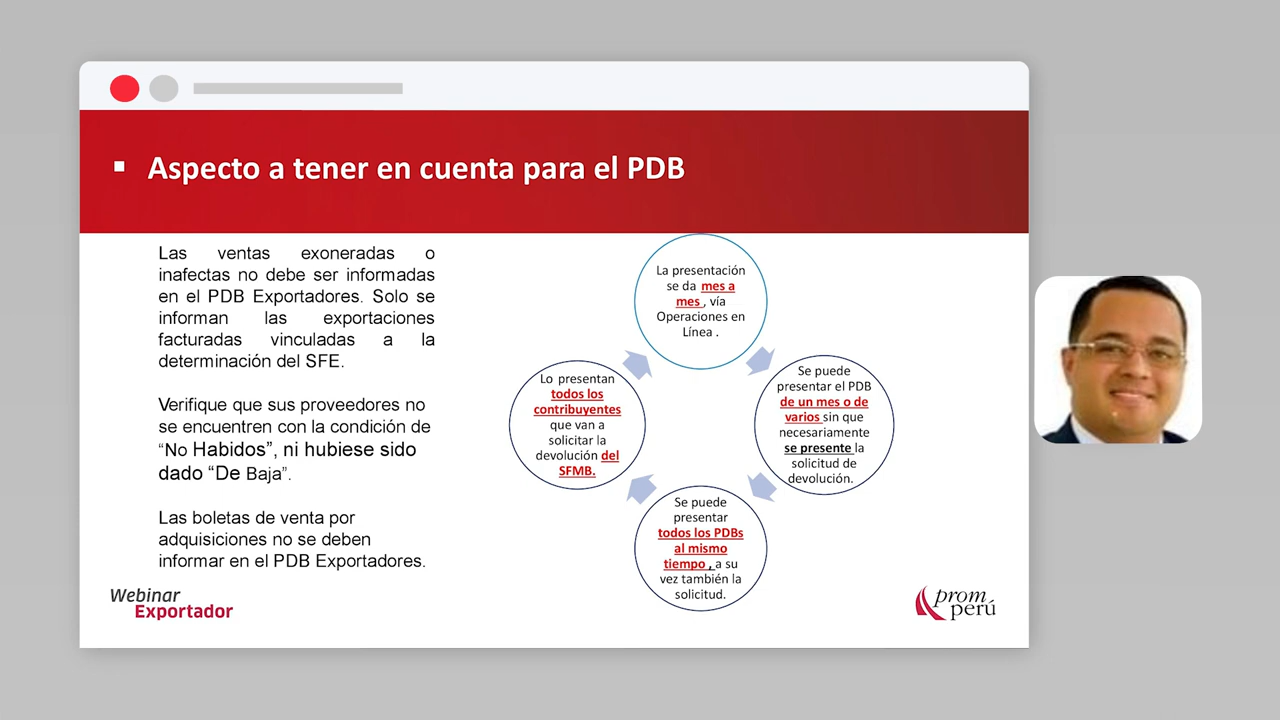 ▪ Aspecto a tener en cuenta para el PDB
Las ventas exoneradas o
inafectas no debe ser informadas
en el PDB Exportadores. Solo se
informan las exportaciones
facturadas vinculadas a la
determinación del SFE.
Verifique que sus proveedores no
se encuentren con la condición de
“No Habidos”, ni hubiese sido
dado “De Baja”.
Las boletas de venta por
adquisiciones no se deben
informar en el PDB Exportadores.
La presentación
se da mes a
mes , vía
Operaciones en
Línea .
Se puede
presentar el PDB
de un mes o de
varios sin que
necesariamente
se presente la
solicitud de
devolución.
Se puede
presentar
todos los PDBs
al mismo
tiempo , a su
vez también la
solicitud.
Lo presentan
todos los
contribuyentes
que van a
solicitar la
devolución del
SFMB.
Webinar
Exportador
prom
perú